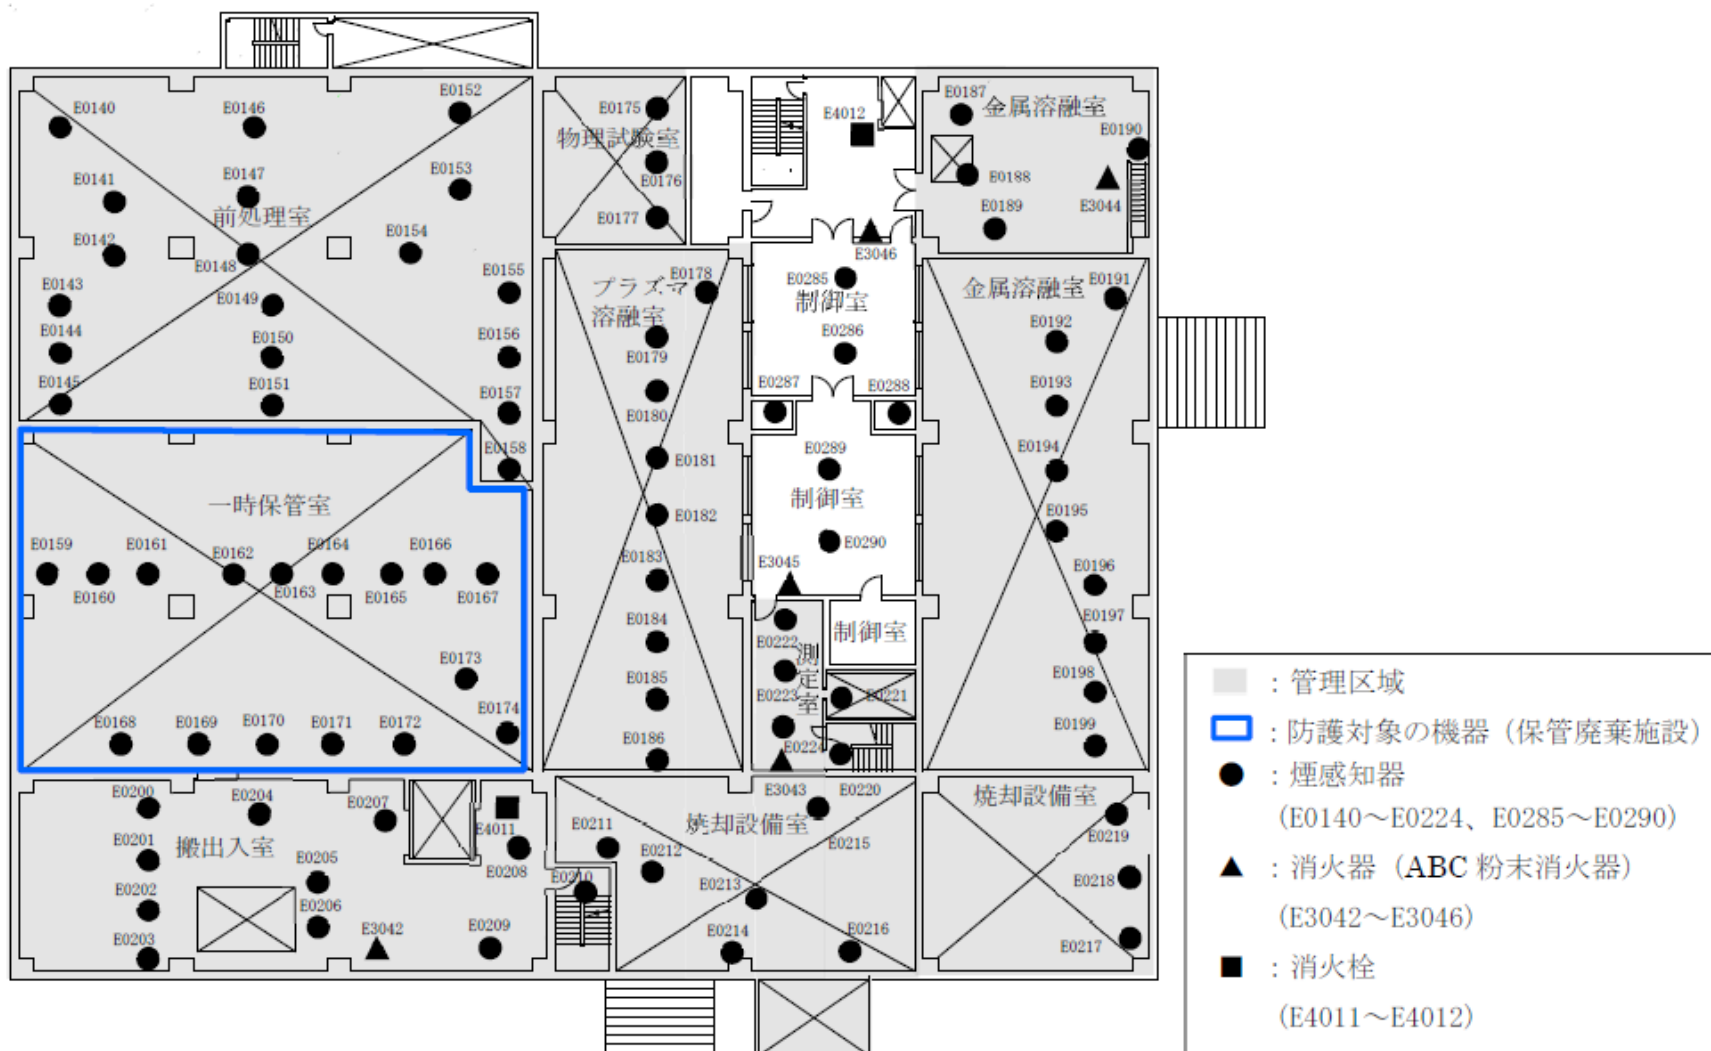 E0140
E0146
E0152
E0141
E0147
E0153
前処理室
E0142
E0148
E0154
E0143
E0149
E0155
E0144
E0150
E0156
E0145
E0151
E0157
E0158
一時保管室
E0159
E0161
E0162
E0164
E0166
E0160
E0163
E0165
E0167
E0173
E0174
E0168
E0169
E0170
E0171
E0172
E0175
物理試験室
E0176
E0177
E0178
プラズマ
溶融室
E0179
E0180
E0181
E0182
E0183
E0184
E0185
E0186
E4012
E3046
E0285
制御室
E0286
E0287
E0288
E0289
制御室
E0290
E3045
制御室
E0222
測定室
E0223
E0221
E0224
E0187
金属溶融室
E0190
E0188
E3044
E0189
金属溶融室
E0191
E0192
E0193
E0194
E0195
E0196
E0197
E0198
E0199
E0200
E0204
E0207
E4011
E0201
搬出入室
E0205
E0208
E0202
E0206
E0203
E3042
E0209
E0210
E0211
E0212
E3043
E0220
焼却設備室
E0215
E0213
E0214
E0216
焼却設備室
E0219
E0218
E0217
：管理区域
：防護対象の機器（保管廃棄施設）
：煙感知器
（E0140～E0224、E0285～E0290）
：消火器（ABC 粉末消火器）
（E3042～E3046）
：消火栓
（E4011～E4012）